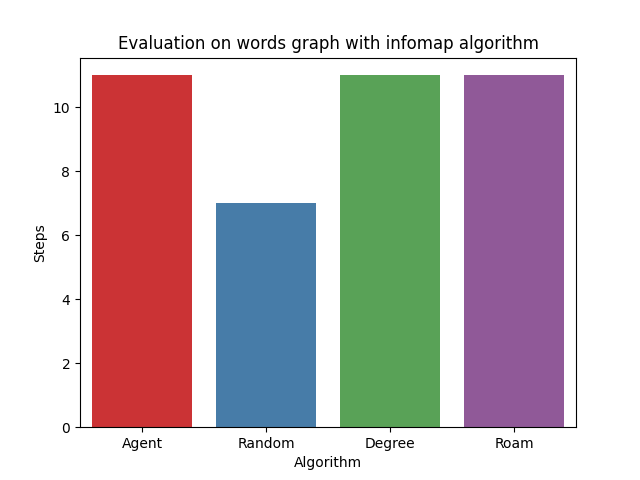 Evaluation on words graph with infomap algorithm
10
8
6
4
2
0
Steps
Agent
Random
Degree
Roam
Algorithm